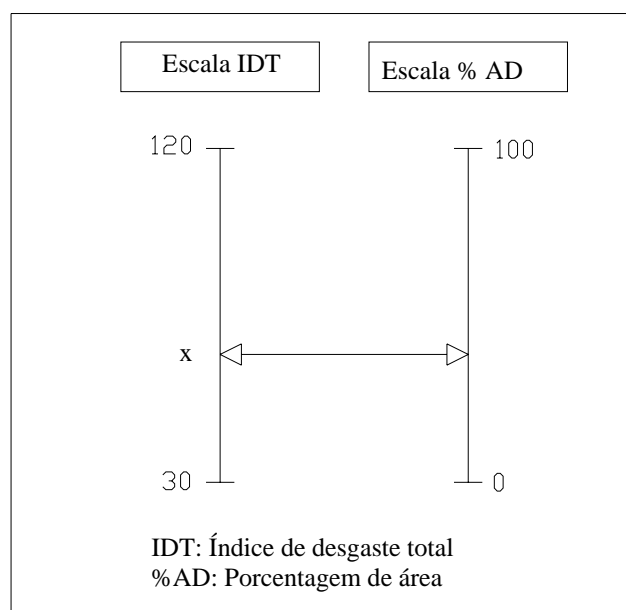 Escala IDT
Escala % AD
120
100
x
30
0
IDT: Índice de desgaste total
%AD: Porcentagem de área